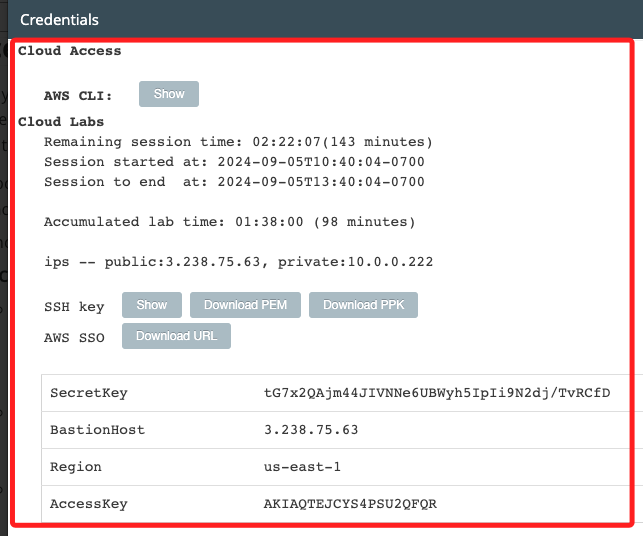 Credentials
Cloud Access
AWS CLI: Show
Cloud Labs
Remaining session time: 02:22:07(143 minutes)
Session started at: 2024-09-05T10:40:04-0700
Session to end  at: 2024-09-05T13:40:04-0700
Accumulated lab time: 01:38:00 (98 minutes)
ips -- public:3.238.75.63, private:10.0.0.222
SSH key Show Download PEM Download PPK
AWS SSO Download URL
SecretKey tG7x2QAjm44JIVNNe6UBWyh5IpIi9N2dj/TvRCfD
BastionHost 3.238.75.63
Region us-east-1
AccessKey AKIAQTEJCYS4PSU2QFQR